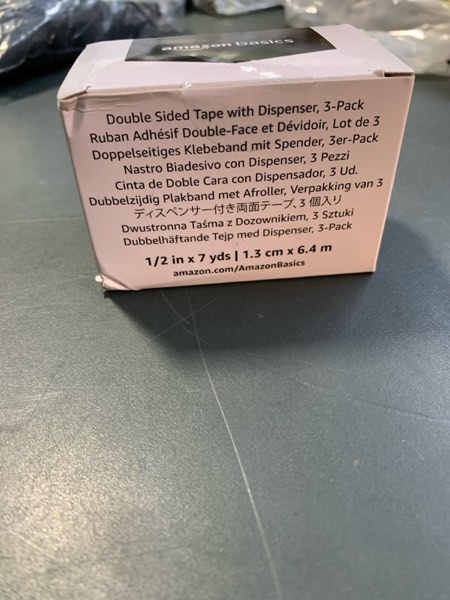 amazon basics
Double Sided Tape with Dispenser, 3-Pack
Ruban Adhésif Double-Face et Dévidoir, Lot de 3
Doppelseitiges Klebeband mit Spender, 3er-Pack
Nastro Biadesivo con Dispenser, 3 Pezzi
Cinta de Doble Cara con Dispensador, 3 Ud.
Dubbelzijdig Plakband met Afroller, Verpakking van 3
ディスペンサー付き両面テープ、3 個入り
Dwustronna Taśma z Dozownikiem, 3 Sztuki
Dubbelhäftande Tejp med Dispenser, 3-Pack
1/2 in x 7 yds | 1.3 cm x 6.4 m
amazon.com/AmazonBasics